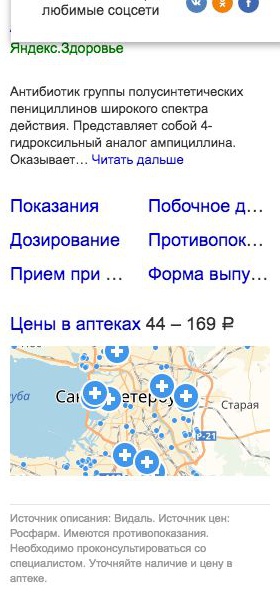 любимые соцсети
Яндекс.Здоровье
Антибиотик группы полусинтетических
пенициллинов широкого спектра
действия. Представляет собой 4-
гидроксильный аналог ампициллина.
Оказывает… Читать дальше
Показания Побочное д…
Дозирование Противопок…
Прием при … Форма выпу…
Цены в аптеках 44 – 169 ₽
Санкт-Петербург
Старая
Р-21
Источник описания: Видаль. Источник цен:
Росфарм. Имеются противопоказания.
Необходимо проконсультироваться со
специалистом. Уточняйте наличие и цену в
аптеке.